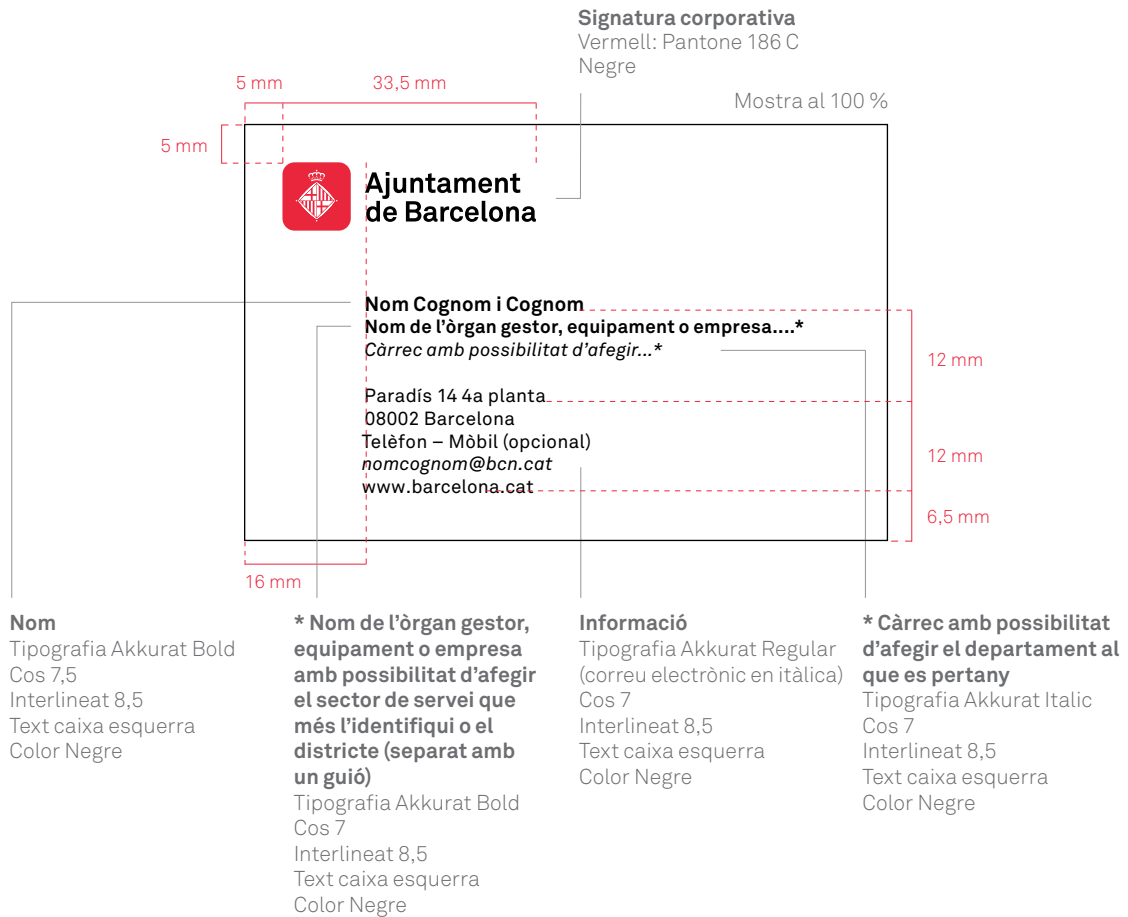 Signatura corporativa
Vermell: Pantone 186 C
Negre
5 mm
33,5 mm
Mostra al 100 %
5 mm
Ajuntament
de Barcelona
Nom Cognom i Cognom
Nom de l’òrgan gestor, equipament o empresa....*
Càrrec amb possibilitat d’afegir...*
12 mm
Paradís 14 4a planta
08002 Barcelona
Telèfon – Mòbil (opcional)
nomcognom@bcn.cat
www.barcelona.cat
12 mm
6,5 mm
16 mm
Nom
Tipografia Akkurat Bold
Cos 7,5
Interlineat 8,5
Text caixa esquerra
Color Negre
* Nom de l’òrgan gestor,
equipament o empresa
amb possibilitat d’afegir
el sector de servei que
més l’identifiqui o el
districte (separat amb
un guió)
Tipografia Akkurat Bold
Cos 7
Interlineat 8,5
Text caixa esquerra
Color Negre
Informació
Tipografia Akkurat Regular
(correu electrònic en itàlica)
Cos 7
Interlineat 8,5
Text caixa esquerra
Color Negre
* Càrrec amb possibilitat
d’afegir el departament al
que es pertany
Tipografia Akkurat Italic
Cos 7
Interlineat 8,5
Text caixa esquerra
Color Negre